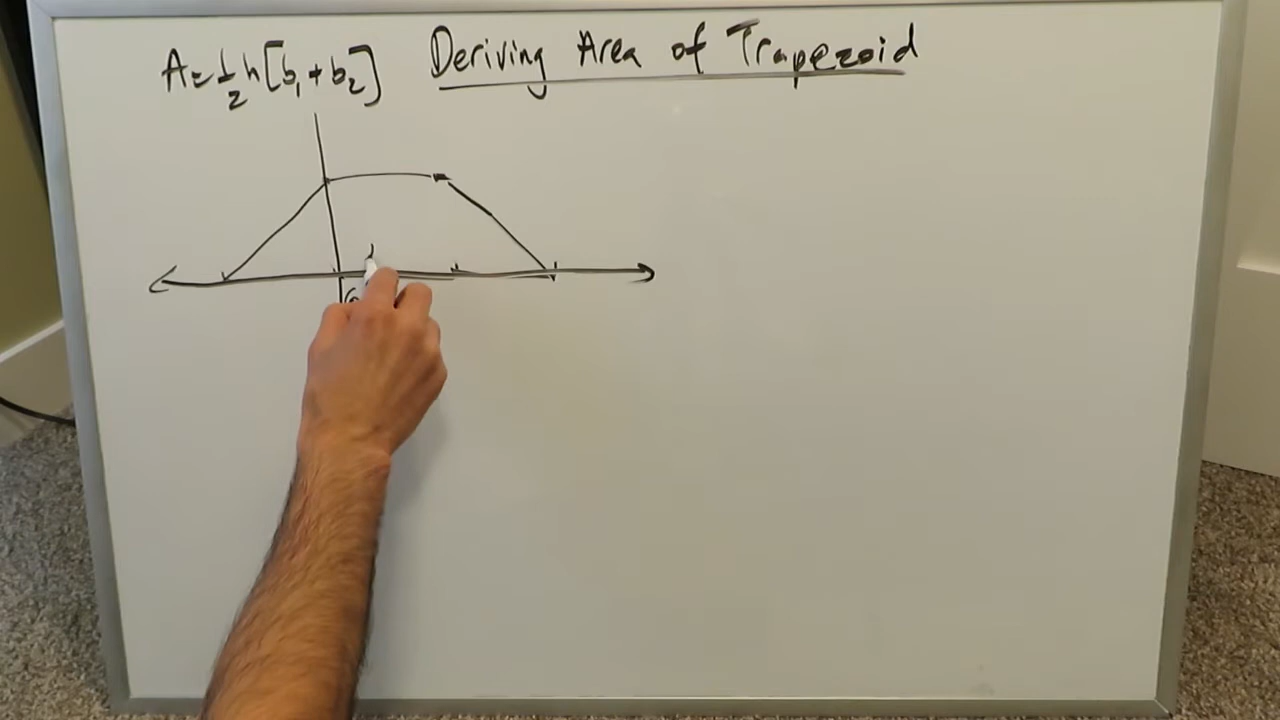 A=½h[b₁+b₂] Deriving Area of Trapezoid